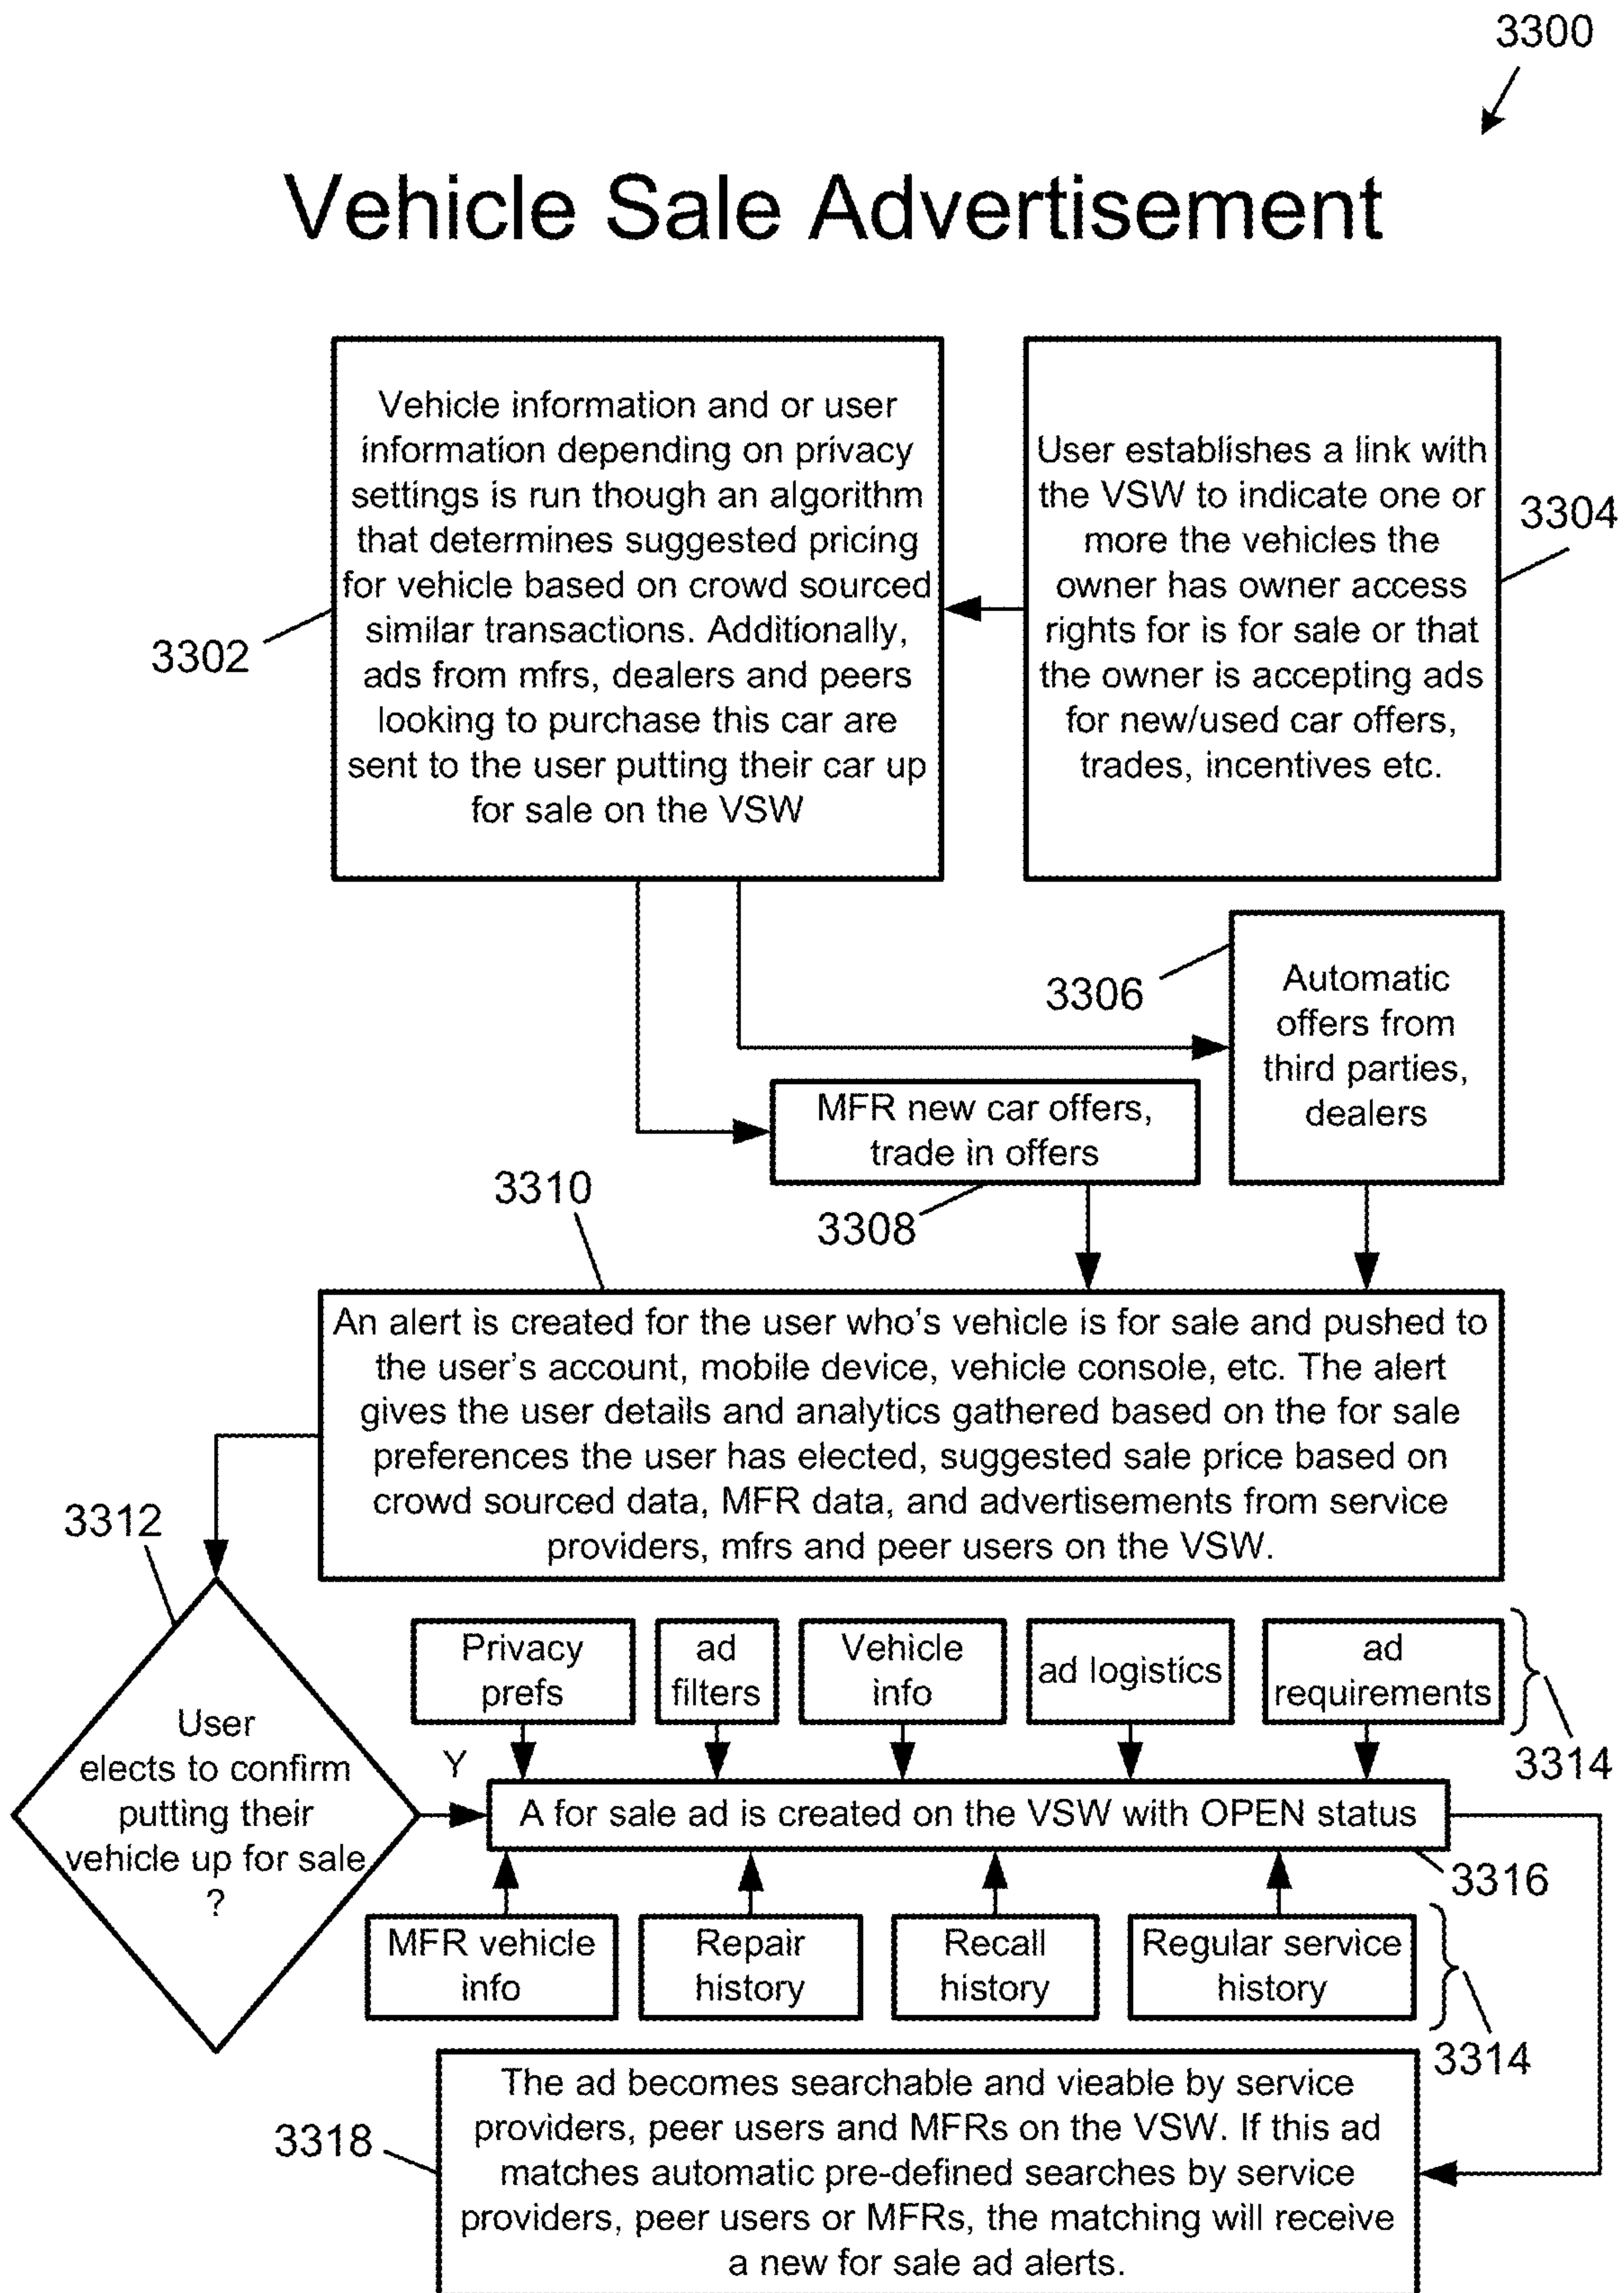 3300
Vehicle Sale Advertisement
Vehicle information and or user
information depending on privacy
settings is run though an algorithm
that determines suggested pricing
for vehicle based on crowd sourced
similar transactions. Additionally,
ads from mfrs, dealers and peers
looking to purchase this car are
sent to the user putting their car up
for sale on the VSW
3302
User establishes a link with
the VSW to indicate one or
more the vehicles the
owner has owner access
rights for is for sale or that
the owner is accepting ads
for new/used car offers,
trades, incentives etc.
3304
3306
Automatic
offers from
third parties,
dealers
MFR new car offers,
trade in offers
3308
3310
An alert is created for the user who's vehicle is for sale and pushed to
the user's account, mobile device, vehicle console, etc. The alert
gives the user details and analytics gathered based on the for sale
preferences the user has elected, suggested sale price based on
crowd sourced data, MFR data, and advertisements from service
providers, mfrs and peer users on the VSW.
3312
User
elects to confirm
putting their
vehicle up for sale
?
Y
Privacy
prefs
ad
filters
Vehicle
info
ad logistics
ad
requirements
3314
A for sale ad is created on the VSW with OPEN status
3316
MFR vehicle
info
Repair
history
Recall
history
Regular service
history
3314
The ad becomes searchable and vieable by service
providers, peer users and MFRs on the VSW. If this ad
matches automatic pre-defined searches by service
providers, peer users or MFRs, the matching will receive
a new for sale ad alerts.
3318